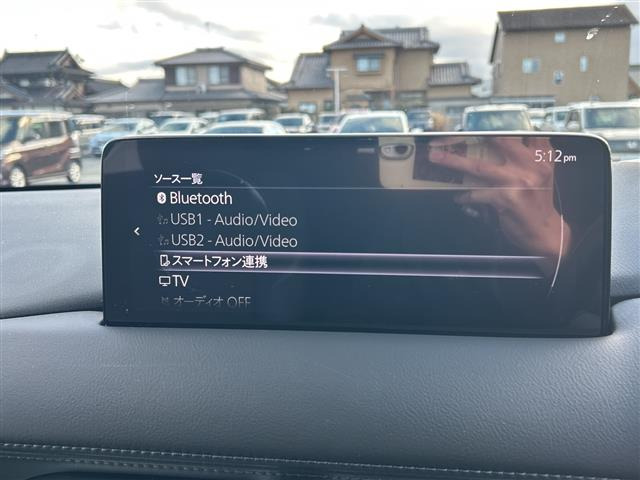 5:12pm
ソース一覧
Bluetooth
USB1 - Audio/Video
USB2 - Audio/Video
スマートフォン連携
TV
オーディオ OFF